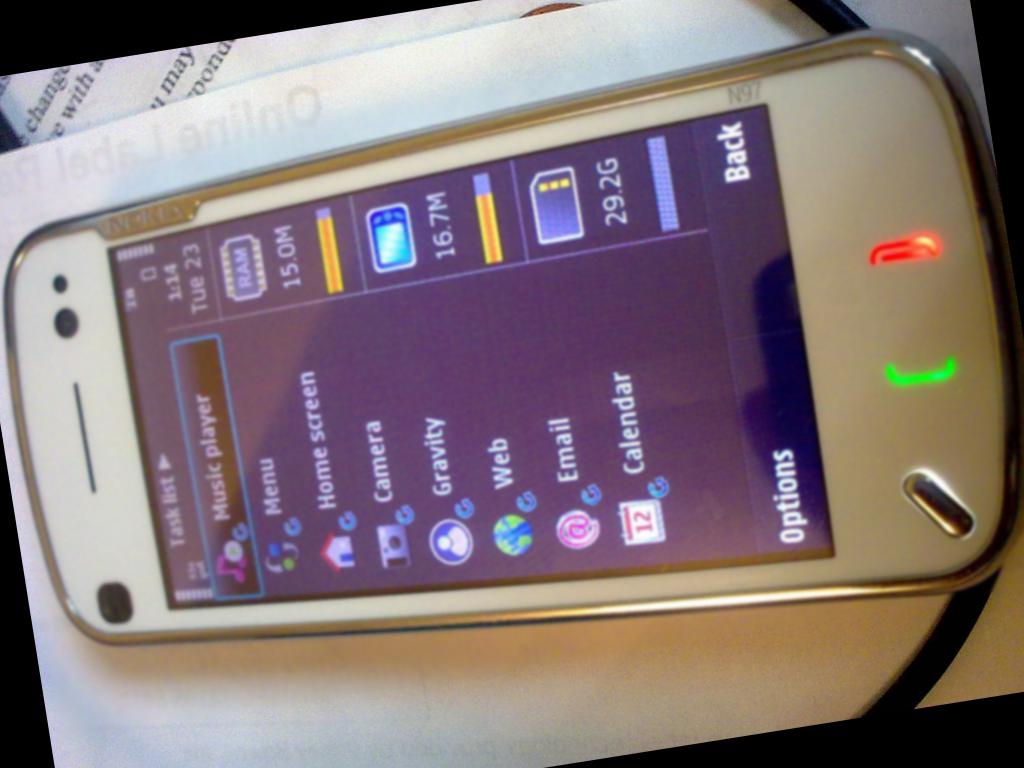 change
e with a
u may
pond
Online Label
NOKIA
N97
Task list
1:14
Tue 23
Music player
Menu
Home screen
Camera
Gravity
Web
Email
Calendar
12
RAM
15.0M
16.7M
29.2G
Options
Back